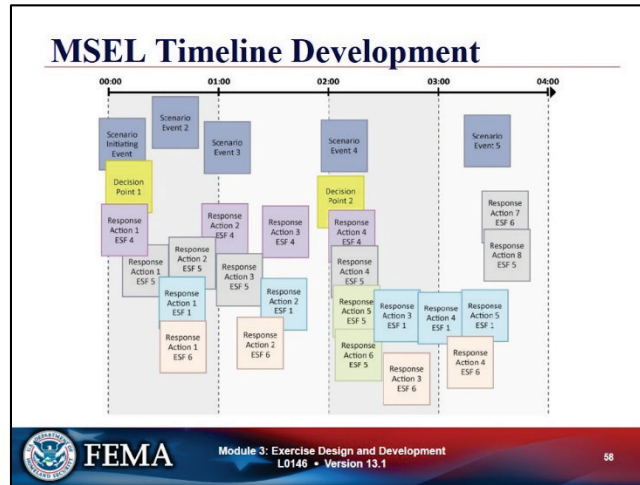 MSEL Timeline Development
00:00 01:00 02:00 03:00 04:00
Scenario
Initiating
Event
Scenario
Event 2
Scenario
Event 3
Scenario
Event 4
Scenario
Event 5
Decision
Point 1
Decision
Point 2
Response
Action 1
ESF 4
Response
Action 2
ESF 4
Response
Action 3
ESF 4
Response
Action 4
ESF 4
Response
Action 7
ESF 6
Response
Action 1
ESF 5
Response
Action 2
ESF 5
Response
Action 3
ESF 5
Response
Action 4
ESF 5
Response
Action 8
ESF 5
Response
Action 1
ESF 1
Response
Action 2
ESF 1
Response
Action 5
ESF 5
Response
Action 3
ESF 1
Response
Action 4
ESF 1
Response
Action 5
ESF 1
Response
Action 1
ESF 6
Response
Action 2
ESF 6
Response
Action 6
ESF 5
Response
Action 3
ESF 6
Response
Action 4
ESF 6
FEMA
Module 3: Exercise Design and Development
L0146 • Version 13.1
58